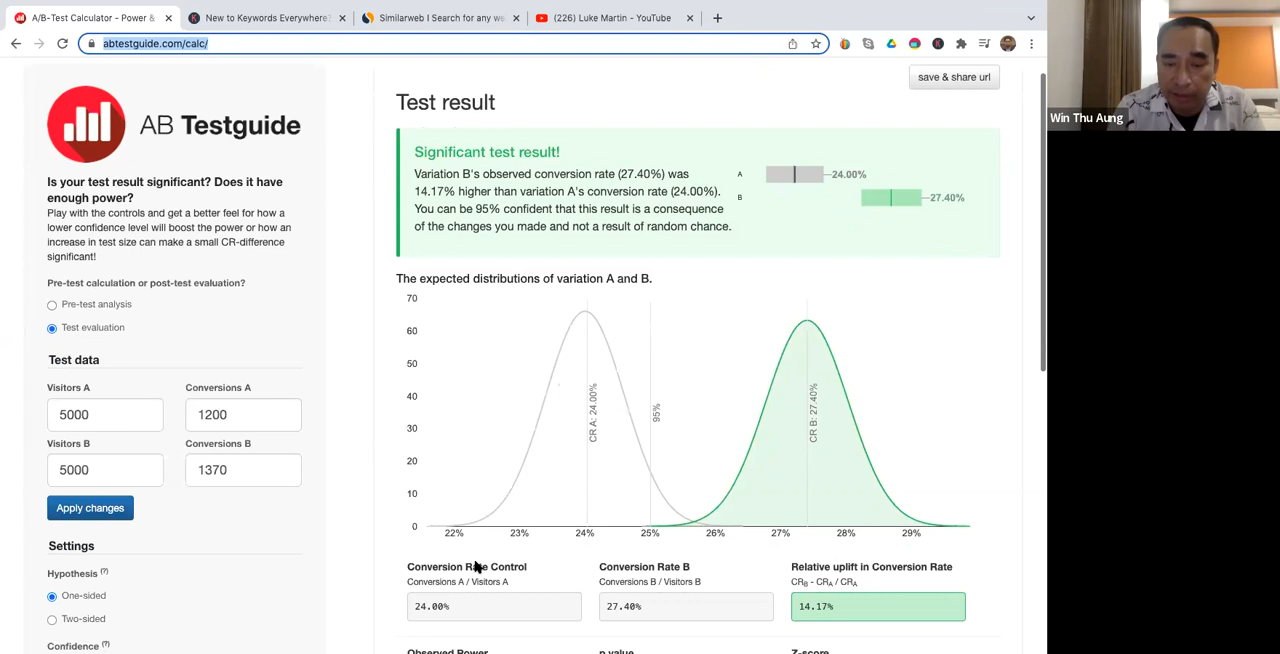 A/B-Test Calculator - Power &
New to Keywords Everywhere?
Similarweb I Search for any we
(226) Luke Martin - YouTube
abtestguide.com/calc/
Win Thu Aung
save & share url
AB Testguide
Is your test result significant? Does it have
enough power?
Play with the controls and get a better feel for how a
lower confidence level will boost the power or how an
increase in test size can make a small CR-difference
significant!
Pre-test calculation or post-test evaluation?
Pre-test analysis
Test evaluation
Test data
Visitors A
Conversions A
5000
1200
Visitors B
Conversions B
5000
1370
Apply changes
Settings
Hypothesis (?)
One-sided
Two-sided
Confidence (?)
Test result
Significant test result!
Variation B's observed conversion rate (27.40%) was
14.17% higher than variation A's conversion rate (24.00%).
You can be 95% confident that this result is a consequence
of the changes you made and not a result of random chance.
A
24.00%
B
27.40%
The expected distributions of variation A and B.
70
60
50
40
30
20
10
0
CR A: 24.00%
95%
CR B: 27.40%
22%
23%
24%
25%
26%
27%
28%
29%
Conversion Rate Control
Conversions A / Visitors A
24.00%
Conversion Rate B
Conversions B / Visitors B
27.40%
Relative uplift in Conversion Rate
CRB - CRA / CRA
14.17%
Observed Power
p value
Z-score